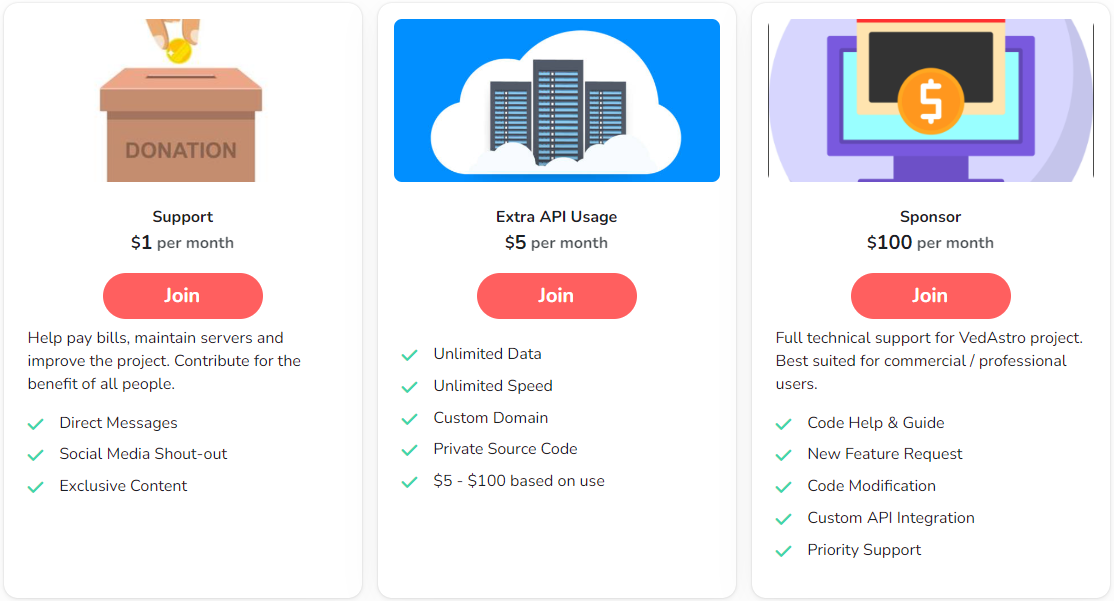 DONATION
Support
$1 per month
Join
Help pay bills, maintain servers and
improve the project. Contribute for the
benefit of all people.
Direct Messages
Social Media Shout-out
Exclusive Content
Extra API Usage
$5 per month
Join
Unlimited Data
Unlimited Speed
Custom Domain
Private Source Code
$5 - $100 based on use
$
Sponsor
$100 per month
Join
Full technical support for VedAstro project.
Best suited for commercial / professional
users.
Code Help & Guide
New Feature Request
Code Modification
Custom API Integration
Priority Support